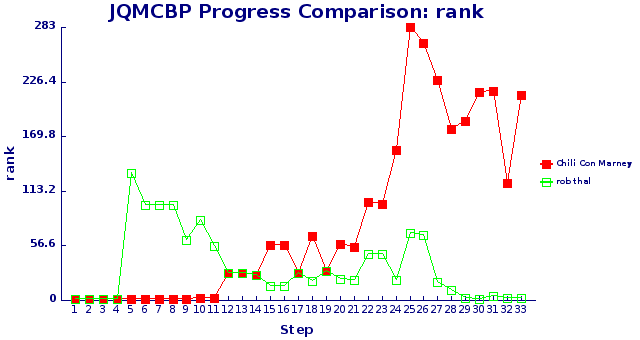 JQMCBP Progress Comparison: rank
283
226.4
169.8
113.2
56.6
0
rank
1 2 3 4 5 6 7 8 9 10 11 12 13 14 15 16 17 18 19 20 21 22 23 24 25 26 27 28 29 30 31 32 33
Step
Chili Con Marney
rob thal